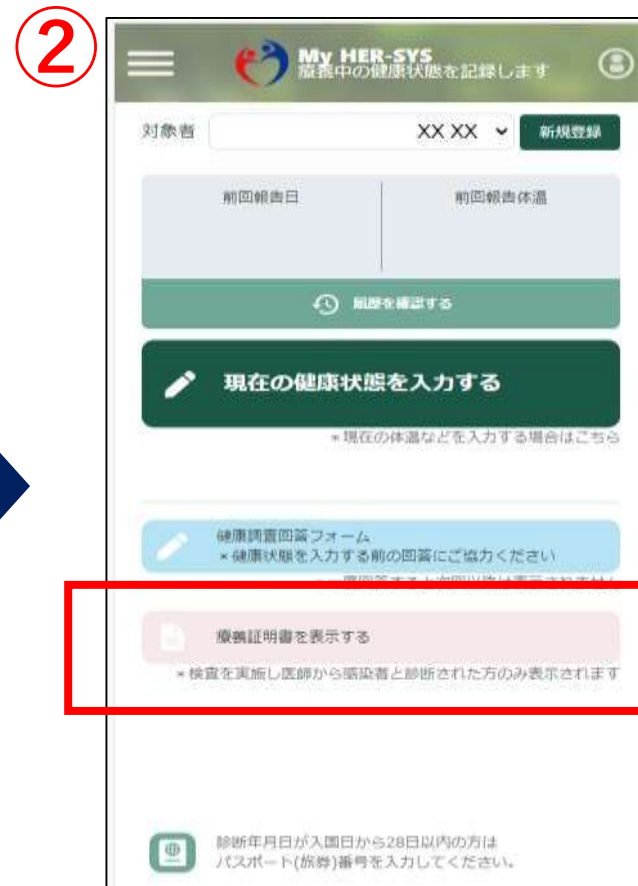 ②
My HER-SYS
療養中の健康状態を記録します
対象者 XX XX 新規登録
前回報告日 前回報告体温
履歴を確認する
現在の健康状態を入力する
*現在の体温などを入力する場合はこちら
健康調査回答フォーム
*健康状態を入力する前の回答にご協力ください
療養証明書を表示する
*検査を実施し医師から感染者と診断された方のみ表示されます
診断年月日が入国日から28日以内の方は
パスポート(旅券)番号を入力してください。